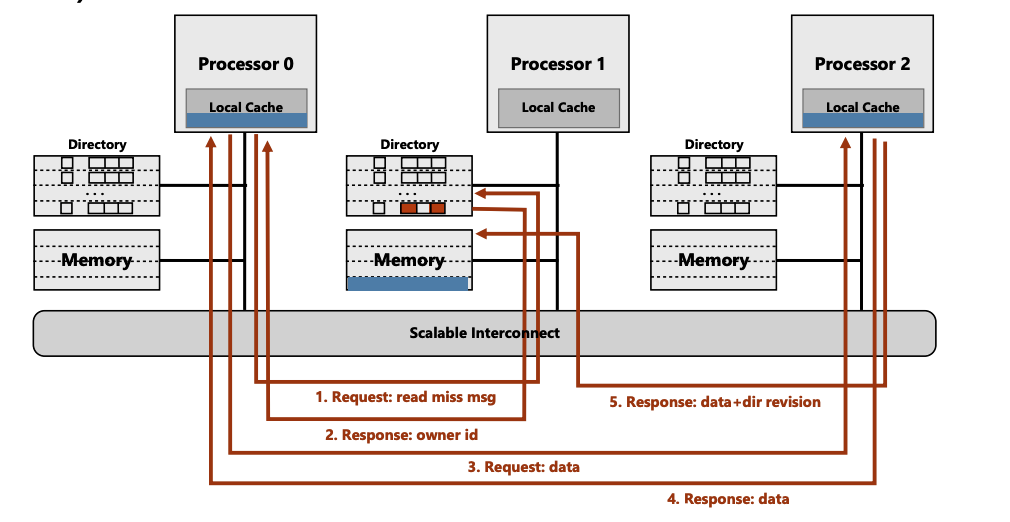 Processor 0
Processor 1
Processor 2
Local Cache
Local Cache
Local Cache
Directory
Directory
Directory
...
...
...
Memory
Memory
Memory
Scalable Interconnect
1. Request: read miss msg
5. Response: data+dir revision
2. Response: owner id
3. Request: data
4. Response: data